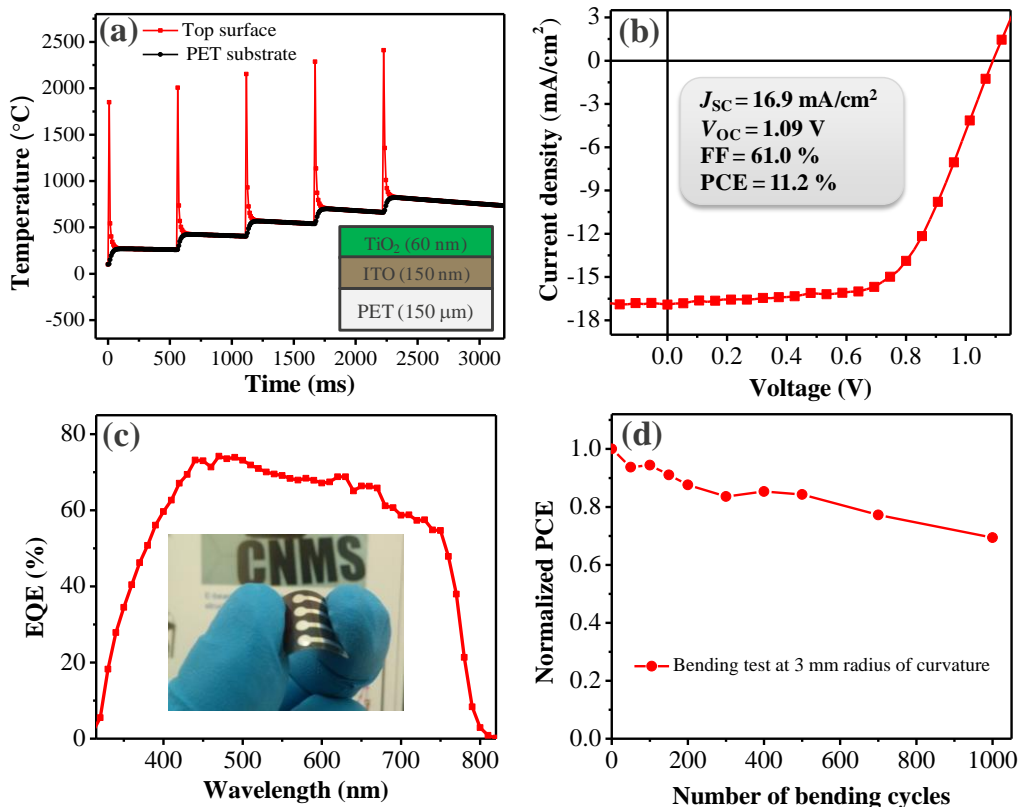 (a)
Top surface
PET substrate
2500
2000
1500
1000
500
0
-500
Temperature (°C)
TiO₂ (60 nm)
ITO (150 nm)
PET (150 μm)
0 500 1000 1500 2000 2500 3000
Time (ms)
(b)
3
0
-3
-6
-9
-12
-15
-18
Current density (mA/cm²)
J_SC = 16.9 mA/cm²
V_OC = 1.09 V
FF = 61.0 %
PCE = 11.2 %
0.0 0.2 0.4 0.6 0.8 1.0
Voltage (V)
(c)
80
60
40
20
0
EQE (%)
CNMS
400 500 600 700 800
Wavelength (nm)
(d)
1.0
0.8
0.6
0.4
0.2
0.0
Normalized PCE
Bending test at 3 mm radius of curvature
0 200 400 600 800 1000
Number of bending cycles